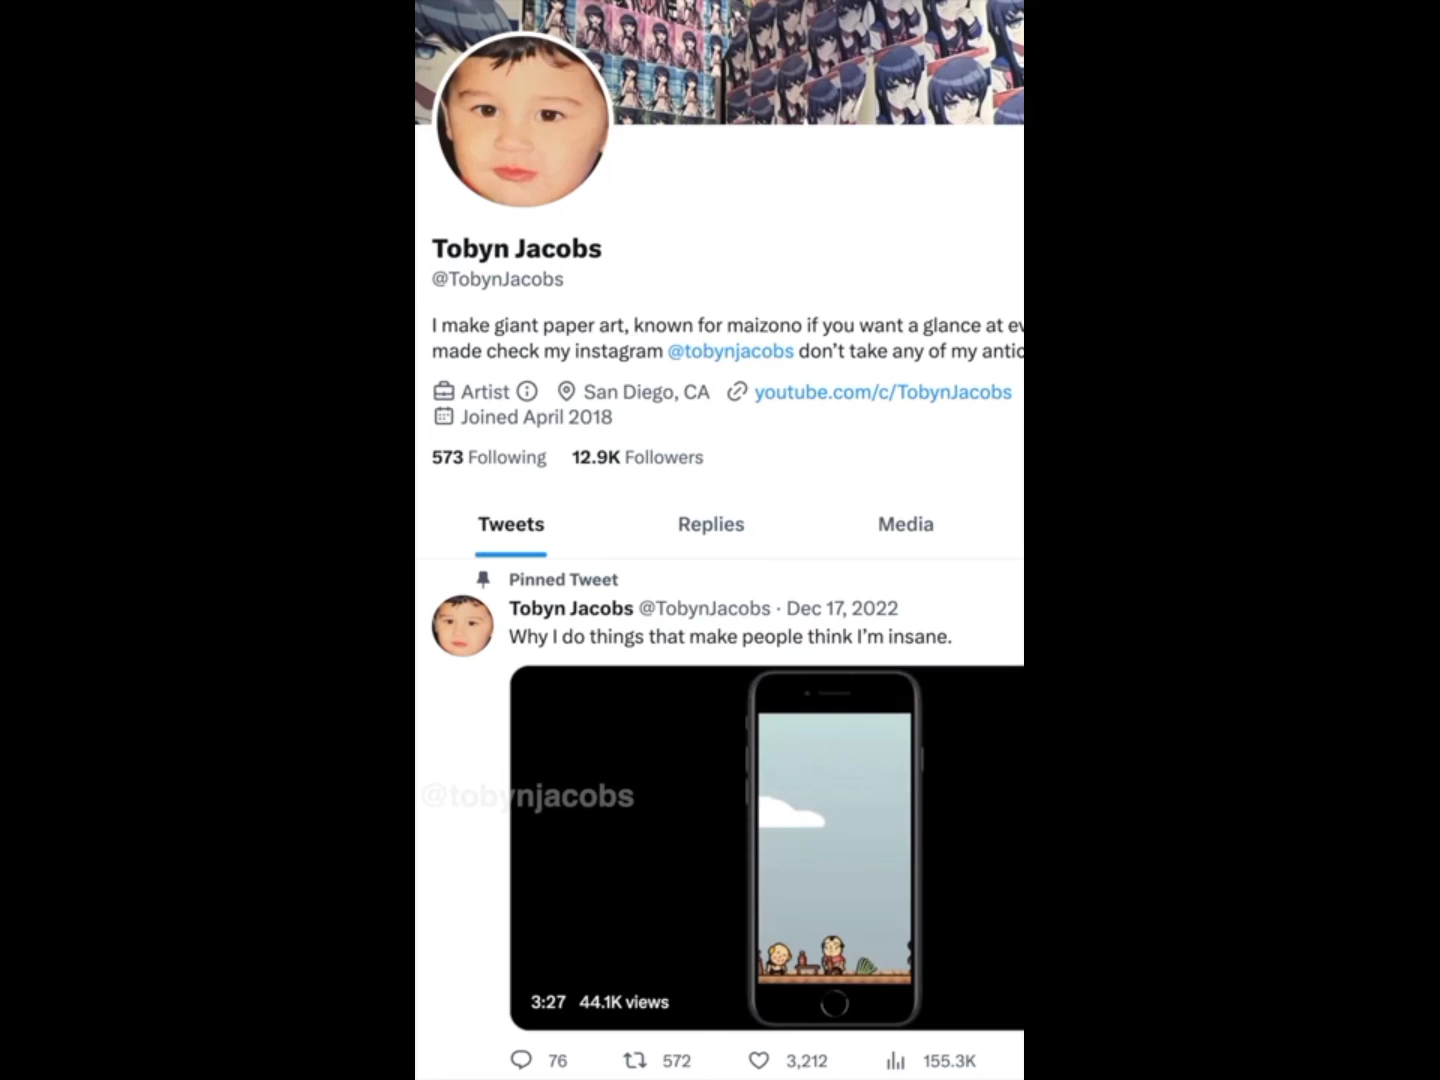 Tobyn Jacobs
@TobynJacobs
I make giant paper art, known for maizono if you want a glance at
made check my instagram @tobynjacobs don't take any of my
Artist San Diego, CA youtube.com/c/TobynJacobs
Joined April 2018
573 Following 12.9K Followers
Tweets Replies Media
Pinned Tweet
Tobyn Jacobs @TobynJacobs · Dec 17, 2022
Why I do things that make people think I'm insane.
@tobynjacobs
3:27 44.1K views
76 572 3,212 155.3K